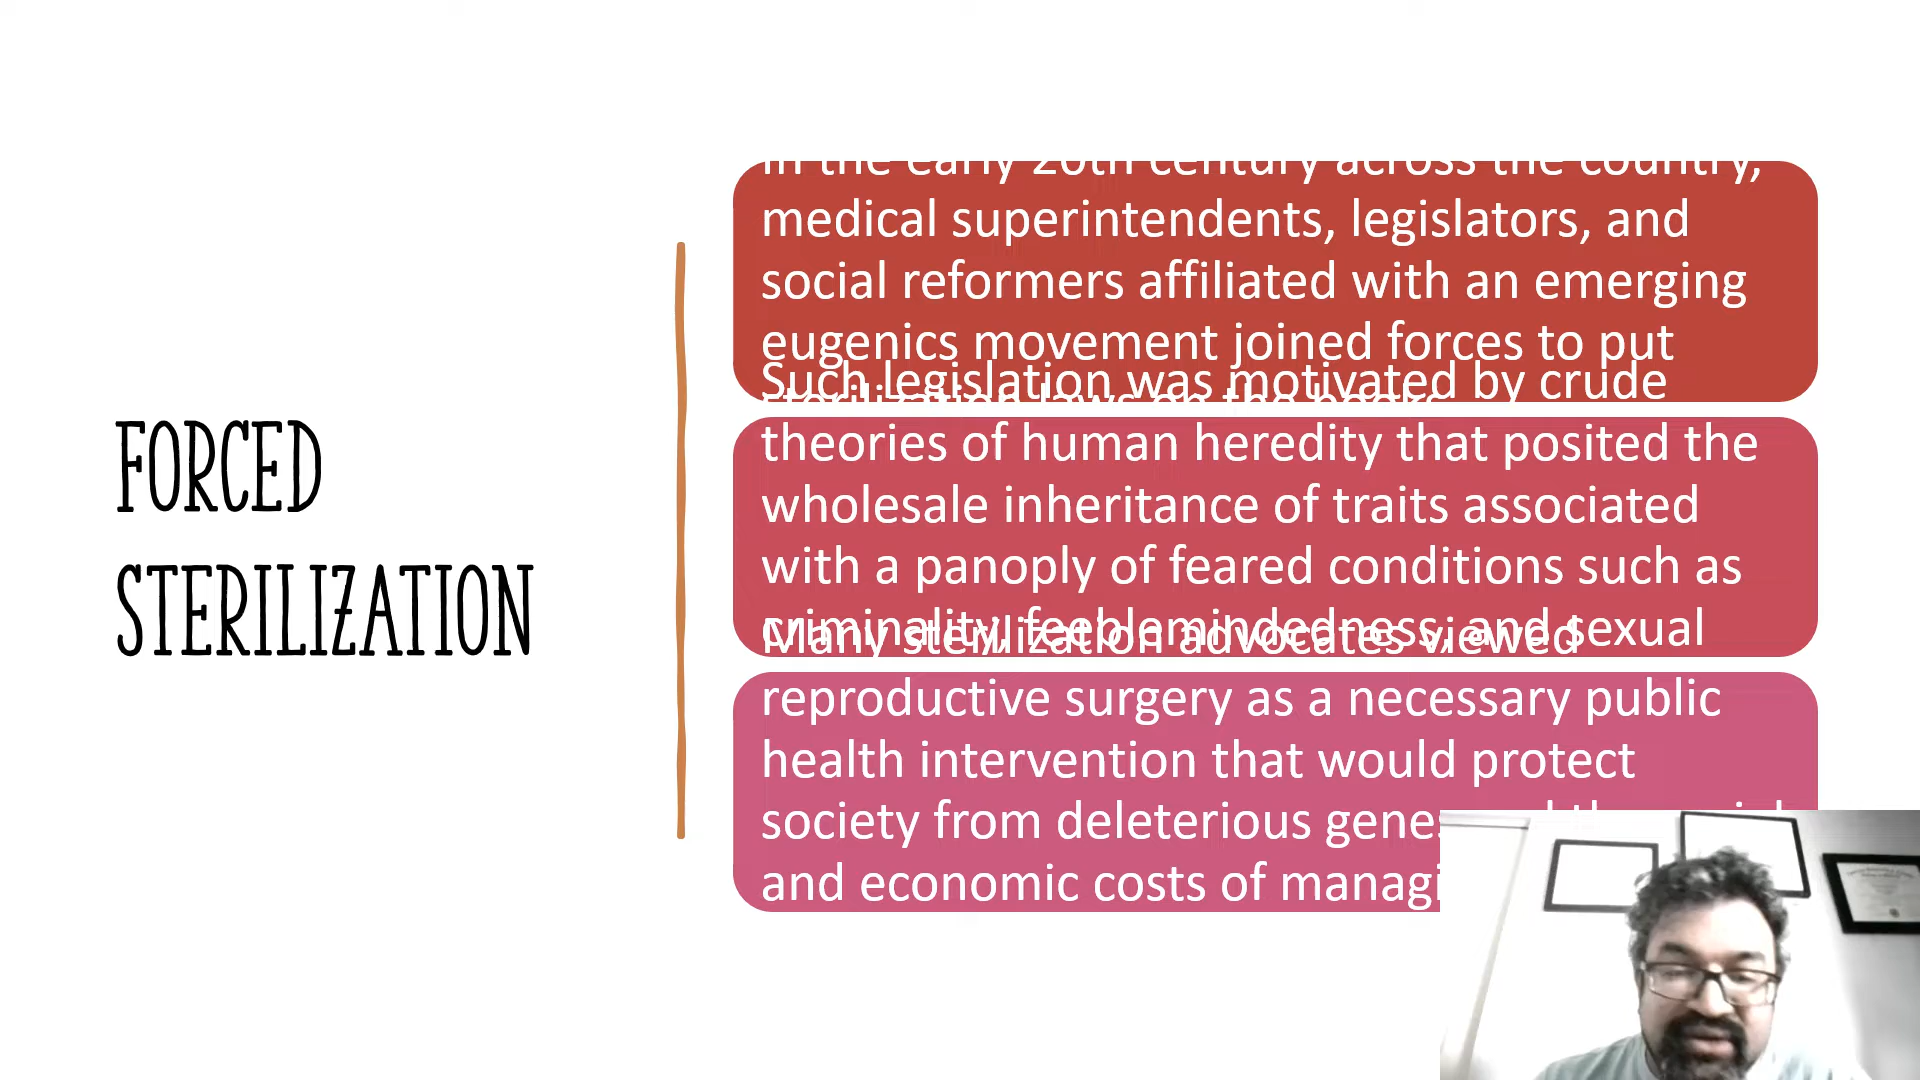 FORCED
STERILIZATION
In the early 20th century across the country,
medical superintendents, legislators, and
social reformers affiliated with an emerging
eugenics movement joined forces to put
sterilization laws on the books.
Such legislation was motivated by crude
theories of human heredity that posited the
wholesale inheritance of traits associated
with a panoply of feared conditions such as
criminality, feeblemindedness, and sexual
Many sterilization advocates viewed
reproductive surgery as a necessary public
health intervention that would protect
society from deleterious genes
and economic costs of managi